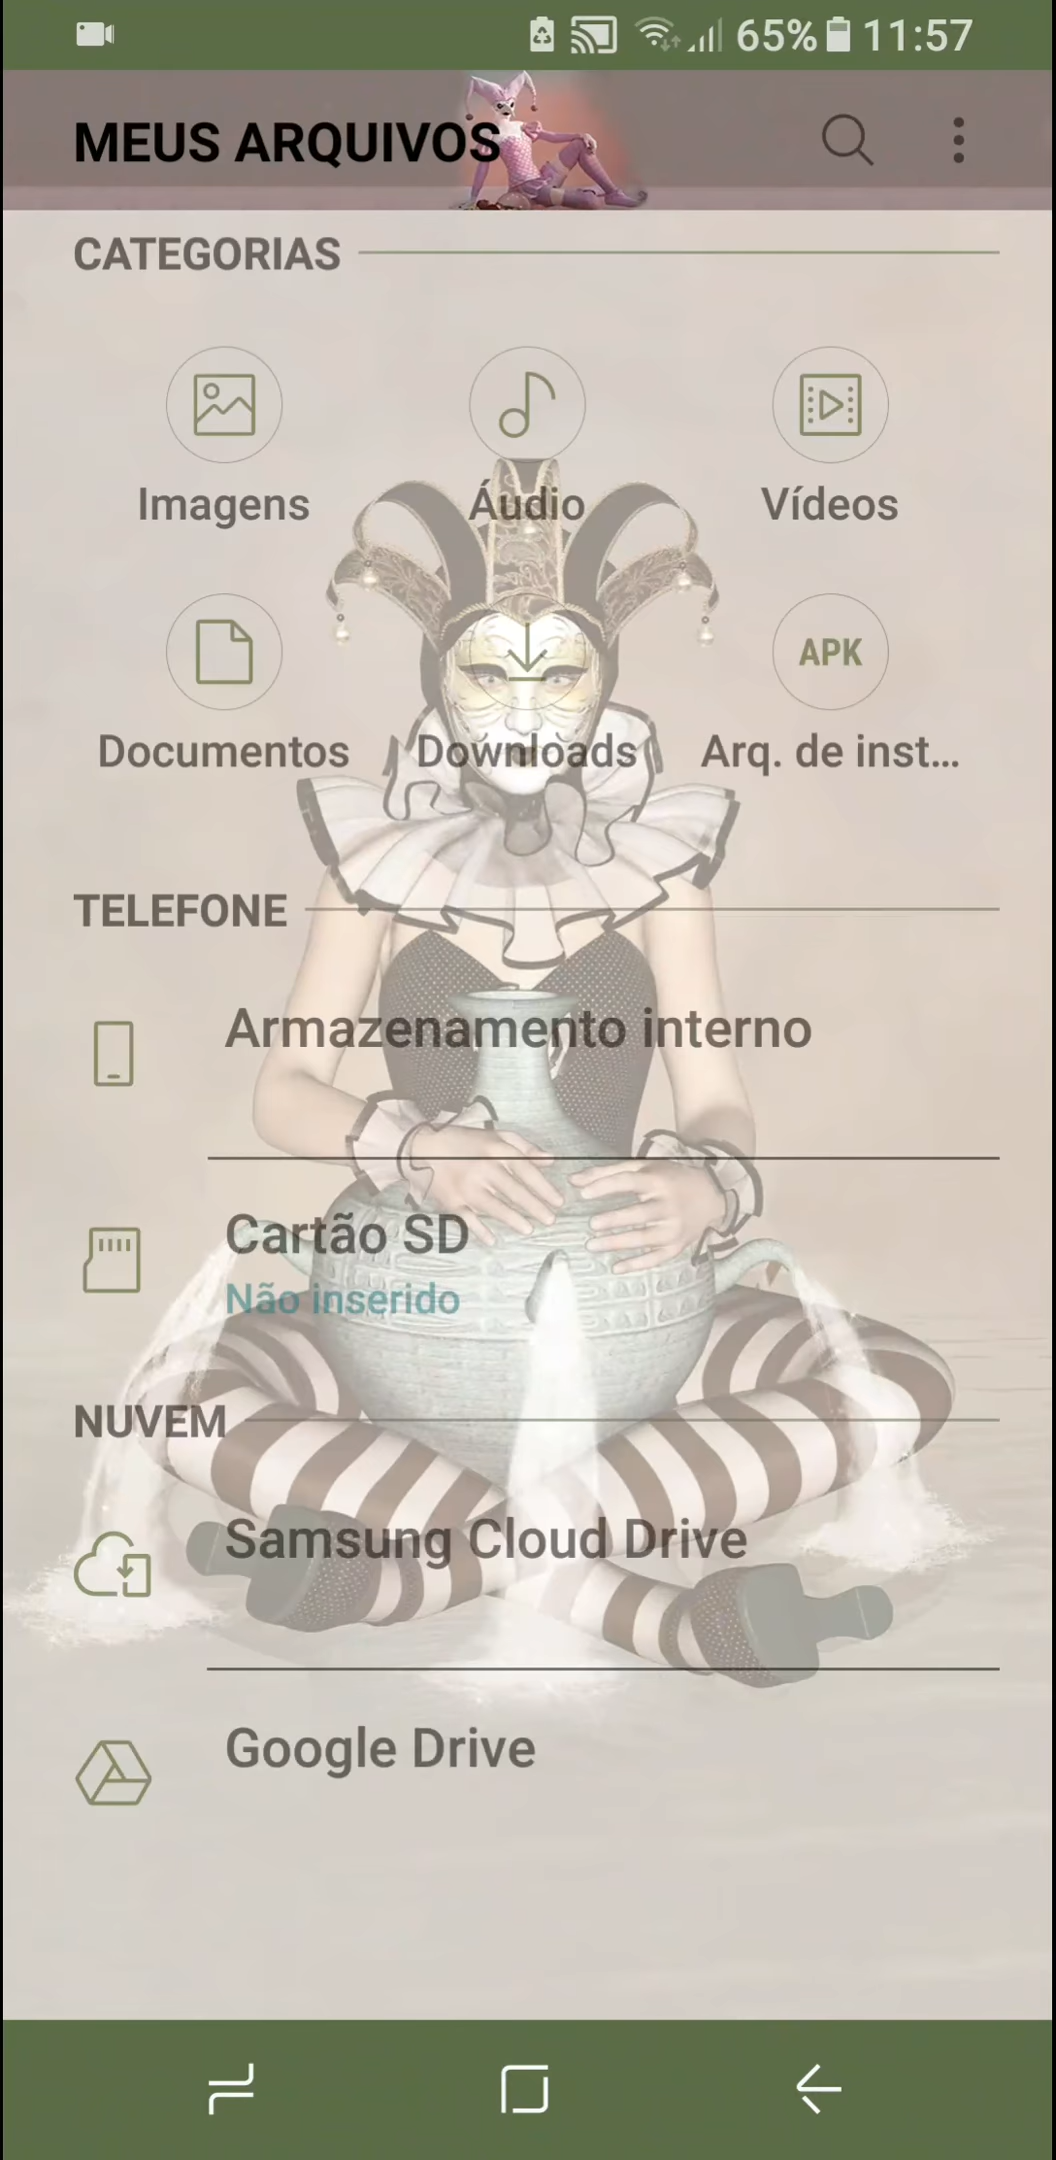 65% 11:57
MEUS ARQUIVOS
CATEGORIAS
Imagens Áudio Vídeos
APK
Documentos Downloads Arq. de inst...
TELEFONE
Armazenamento interno
Cartão SD
Não inserido
NUVEM
Samsung Cloud Drive
Google Drive